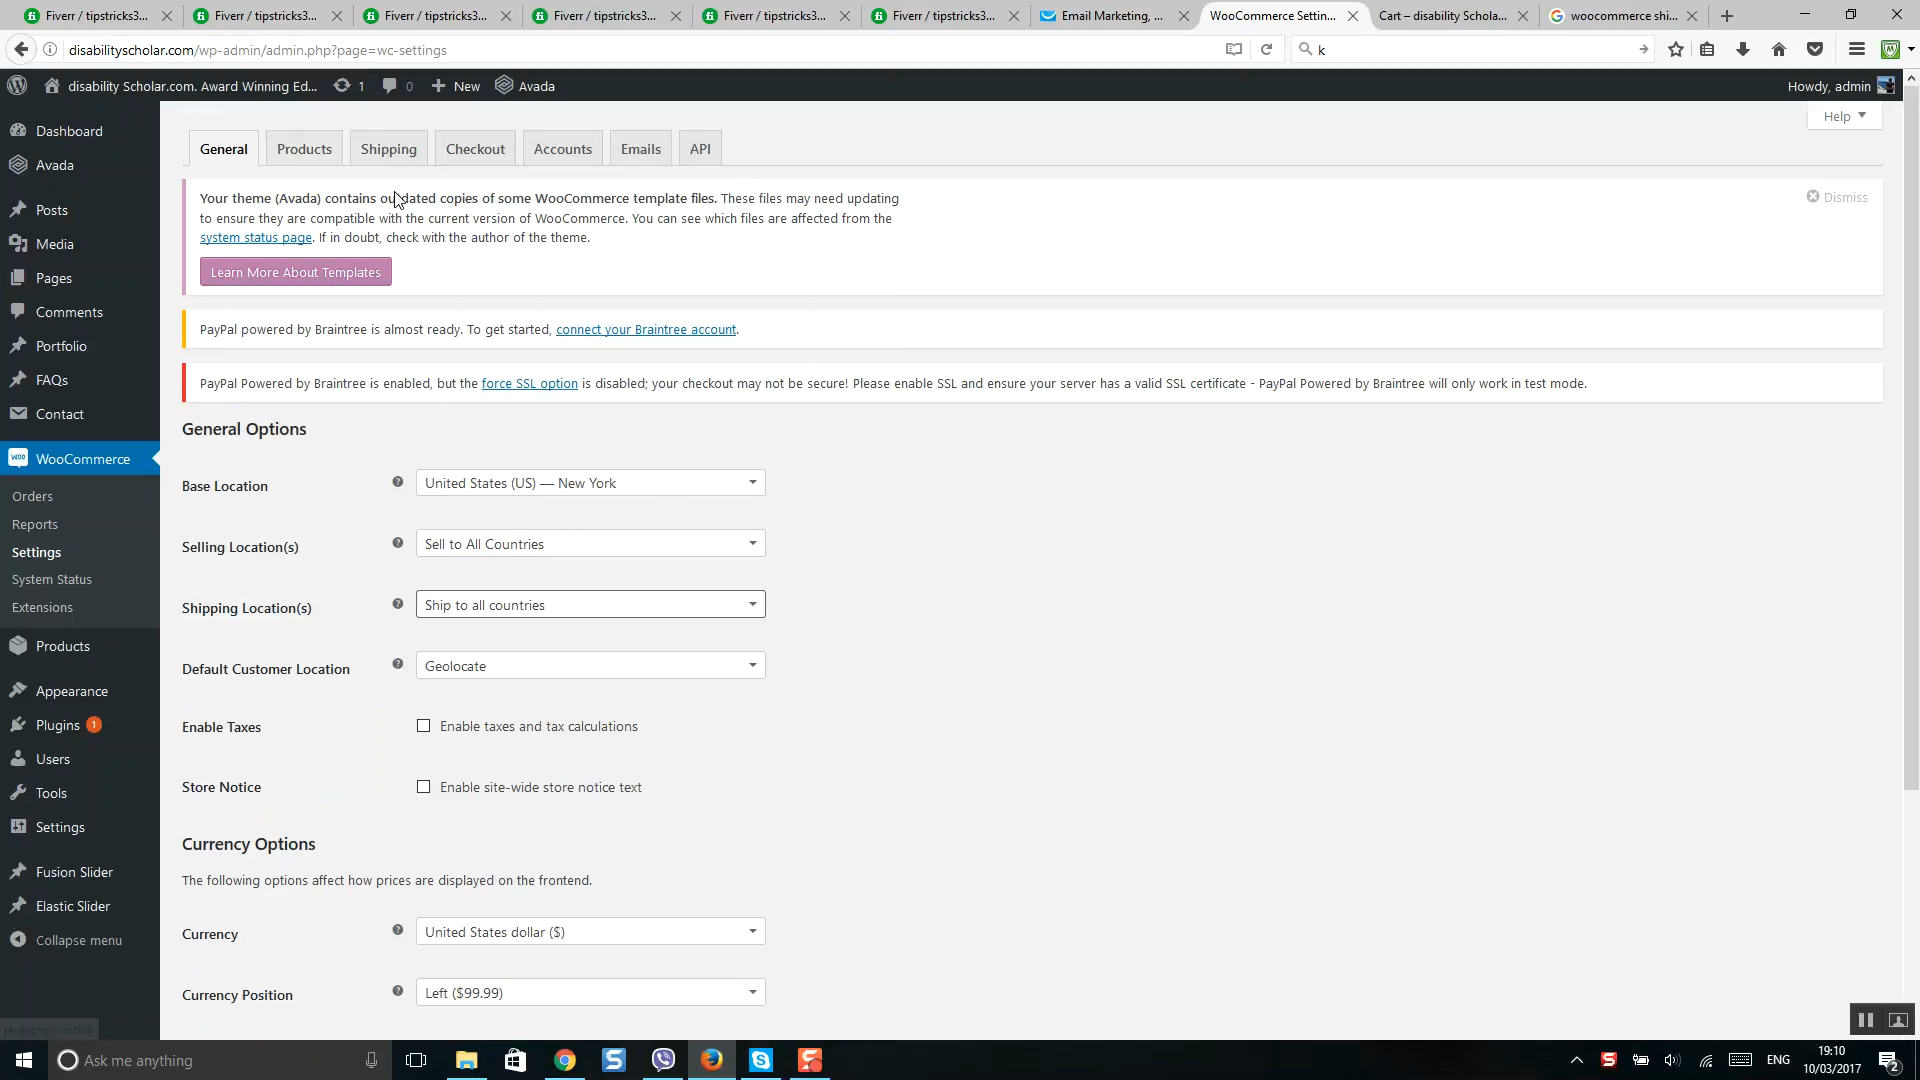 Fiverr / tipstricks3...
Fiverr / tipstricks3...
Fiverr / tipstricks3...
Fiverr / tipstricks3...
Fiverr / tipstricks3...
Fiverr / tipstricks3...
Email Marketing, ...
WooCommerce Settin...
Cart – disability Schola...
woocommerce shi...
disabilityscholar.com/wp-admin/admin.php?page=wc-settings
k
disability Scholar.com. Award Winning Ed...
1
0
New
Avada
Howdy, admin
Help
Dashboard
Avada
Posts
Media
Pages
Comments
Portfolio
FAQs
Contact
WooCommerce
Orders
Reports
Settings
System Status
Extensions
Products
Appearance
Plugins 1
Users
Tools
Settings
Fusion Slider
Elastic Slider
Collapse menu
General
Products
Shipping
Checkout
Accounts
Emails
API
Your theme (Avada) contains outdated copies of some WooCommerce template files. These files may need updating
to ensure they are compatible with the current version of WooCommerce. You can see which files are affected from the
system status page. If in doubt, check with the author of the theme.
Dismiss
Learn More About Templates
PayPal powered by Braintree is almost ready. To get started, connect your Braintree account.
PayPal Powered by Braintree is enabled, but the force SSL option is disabled; your checkout may not be secure! Please enable SSL and ensure your server has a valid SSL certificate - PayPal Powered by Braintree will only work in test mode.
General Options
Base Location
United States (US) — New York
Selling Location(s)
Sell to All Countries
Shipping Location(s)
Ship to all countries
Default Customer Location
Geolocate
Enable Taxes
Enable taxes and tax calculations
Store Notice
Enable site-wide store notice text
Currency Options
The following options affect how prices are displayed on the frontend.
Currency
United States dollar ($)
Currency Position
Left ($99.99)
Ask me anything
ENG
19:10
10/03/2017
2